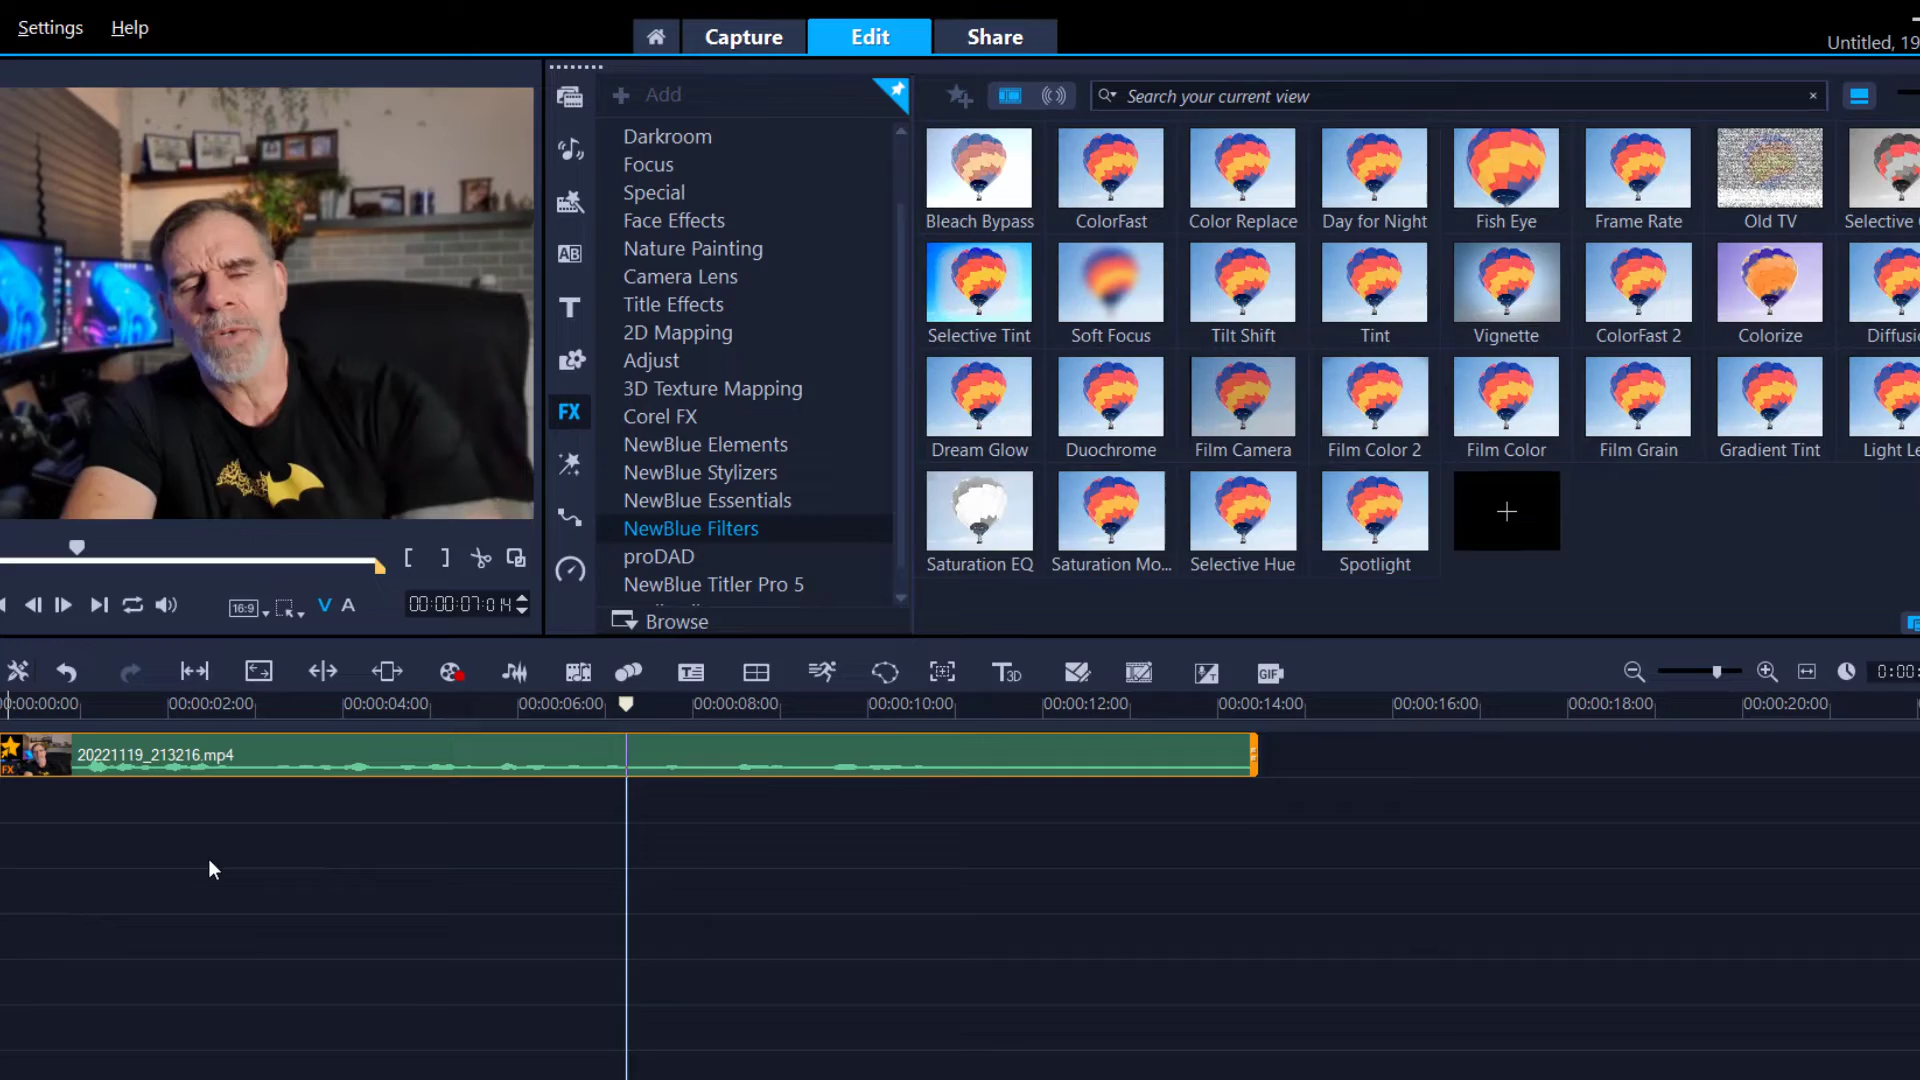 Settings Help
Capture Edit Share
Untitled, 19
Add
Search your current view
Darkroom
Focus
Special
Face Effects
Nature Painting
Camera Lens
Title Effects
2D Mapping
Adjust
3D Texture Mapping
Corel FX
NewBlue Elements
NewBlue Stylizers
NewBlue Essentials
NewBlue Filters
proDAD
NewBlue Titler Pro 5
Browse
AB
T
FX
Bleach Bypass ColorFast Color Replace Day for Night Fish Eye Frame Rate Old TV Selective
Selective Tint Soft Focus Tilt Shift Tint Vignette ColorFast 2 Colorize Diffusi
Dream Glow Duochrome Film Camera Film Color 2 Film Color Film Grain Gradient Tint Light Le
Saturation EQ Saturation Mo... Selective Hue Spotlight
16:9 V A 00:00:07:014
T3D GIF 0:00:
00:00:00:00 00:00:02:00 00:00:04:00 00:00:06:00 00:00:08:00 00:00:10:00 00:00:12:00 00:00:14:00 00:00:16:00 00:00:18:00 00:00:20:00
FX 20221119_213216.mp4